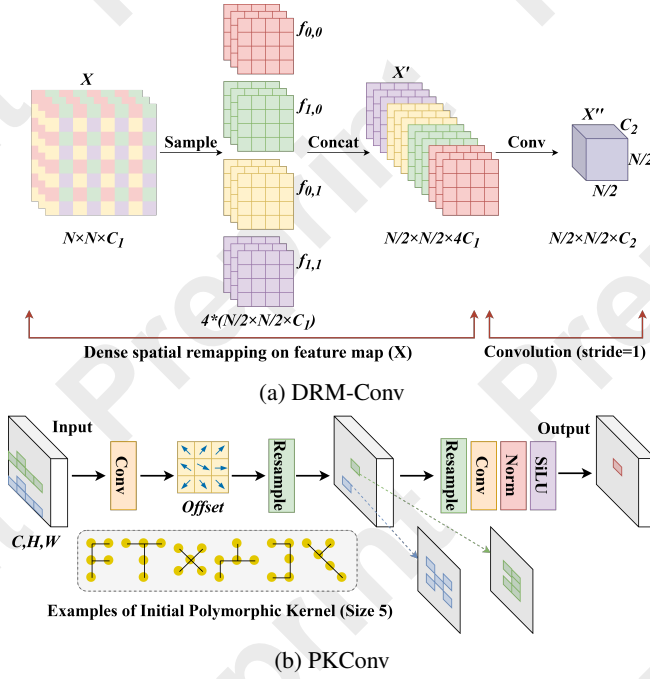 X
Sample
f0,0
f1,0
f0,1
f1,1
Concat
X'
Conv
X''
C2
N/2
N/2
N×N×C1
4*(N/2×N/2×C1)
N/2×N/2×4C1
N/2×N/2×C2
Dense spatial remapping on feature map (X)
Convolution (stride=1)
(a) DRM-Conv
Input
C,H,W
Conv
Offset
Resample
Resample
Conv
Norm
SiLU
Output
Examples of Initial Polymorphic Kernel (Size 5)
(b) PKConv
Preprint